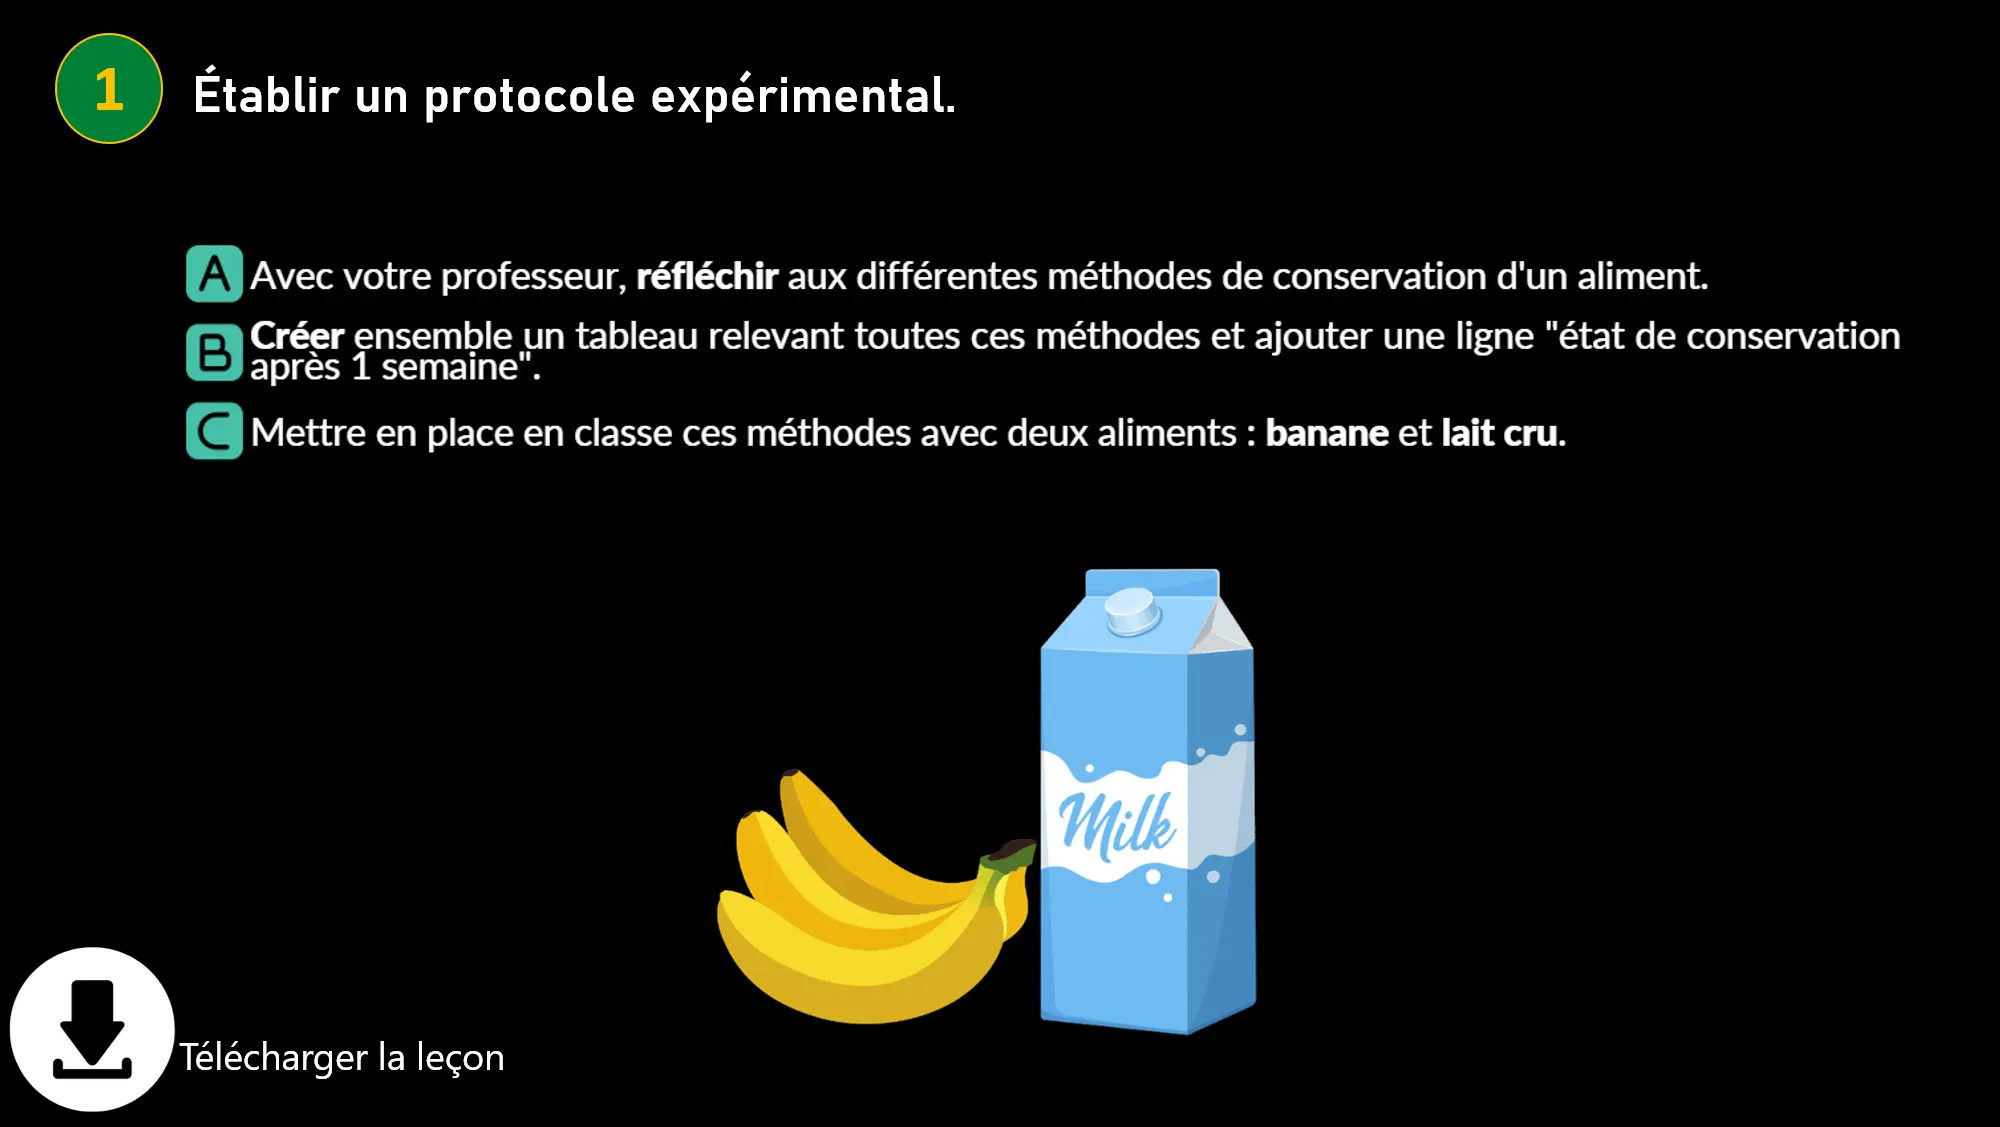 1
Établir un protocole expérimental.
A Avec votre professeur, réfléchir aux différentes méthodes de conservation d'un aliment.
B Créer ensemble un tableau relevant toutes ces méthodes et ajouter une ligne "état de conservation
après 1 semaine".
C Mettre en place en classe ces méthodes avec deux aliments : banane et lait cru.
Milk
Télécharger la leçon